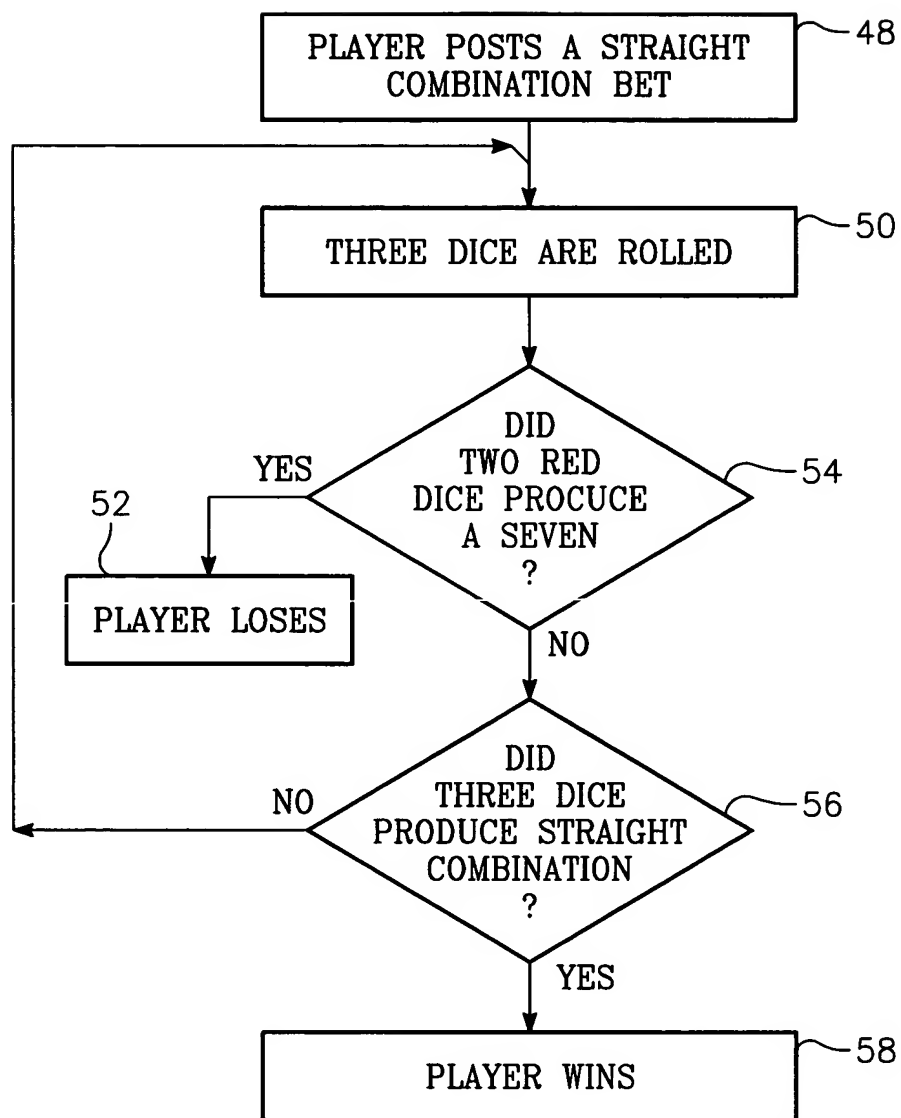 PLAYER POSTS A STRAIGHT
COMBINATION BET
48
THREE DICE ARE ROLLED
50
DID
TWO RED
DICE PROCUCE
A SEVEN
?
54
YES
52
PLAYER LOSES
NO
DID
THREE DICE
PRODUCE STRAIGHT
COMBINATION
?
56
NO
YES
PLAYER WINS
58